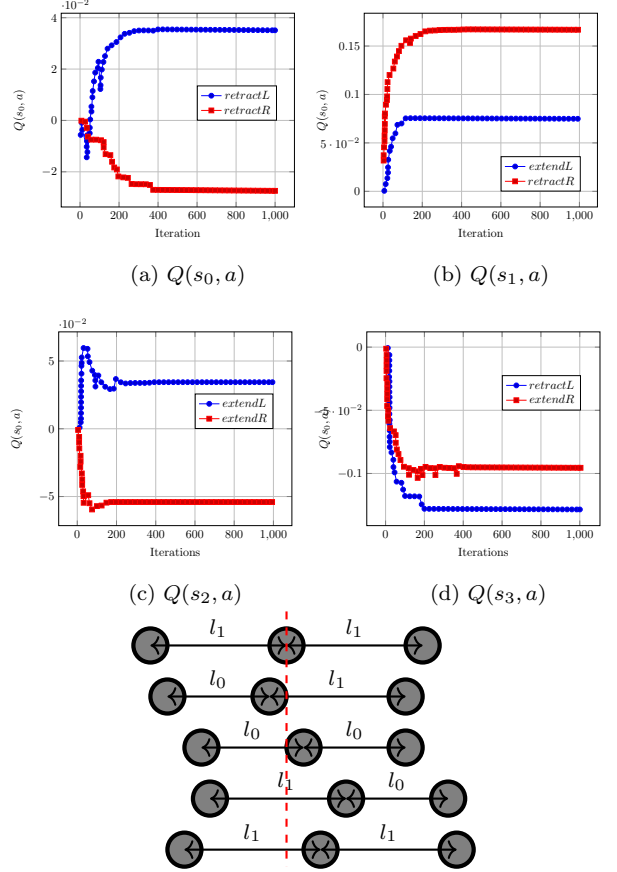 ·10⁻²
4
2
0
−2
Q(s₀, a)
retractL
retractR
0 200 400 600 800 1,000
Iteration
(a) Q(s₀, a)
0.15
0.1
5 · 10⁻²
0
Q(s₀, a)
extendL
retractR
0 200 400 600 800 1,000
Iteration
(b) Q(s₁, a)
·10⁻²
5
0
−5
Q(s₀, a)
extendL
extendR
0 200 400 600 800 1,000
Iterations
(c) Q(s₂, a)
0
−5 · 10⁻²
−0.1
Q(s₀, a)
retractL
extendR
0 200 400 600 800 1,000
Iterations
(d) Q(s₃, a)
l₁ l₁
l₀ l₁
l₀ l₀
l₁ l₀
l₁ l₁